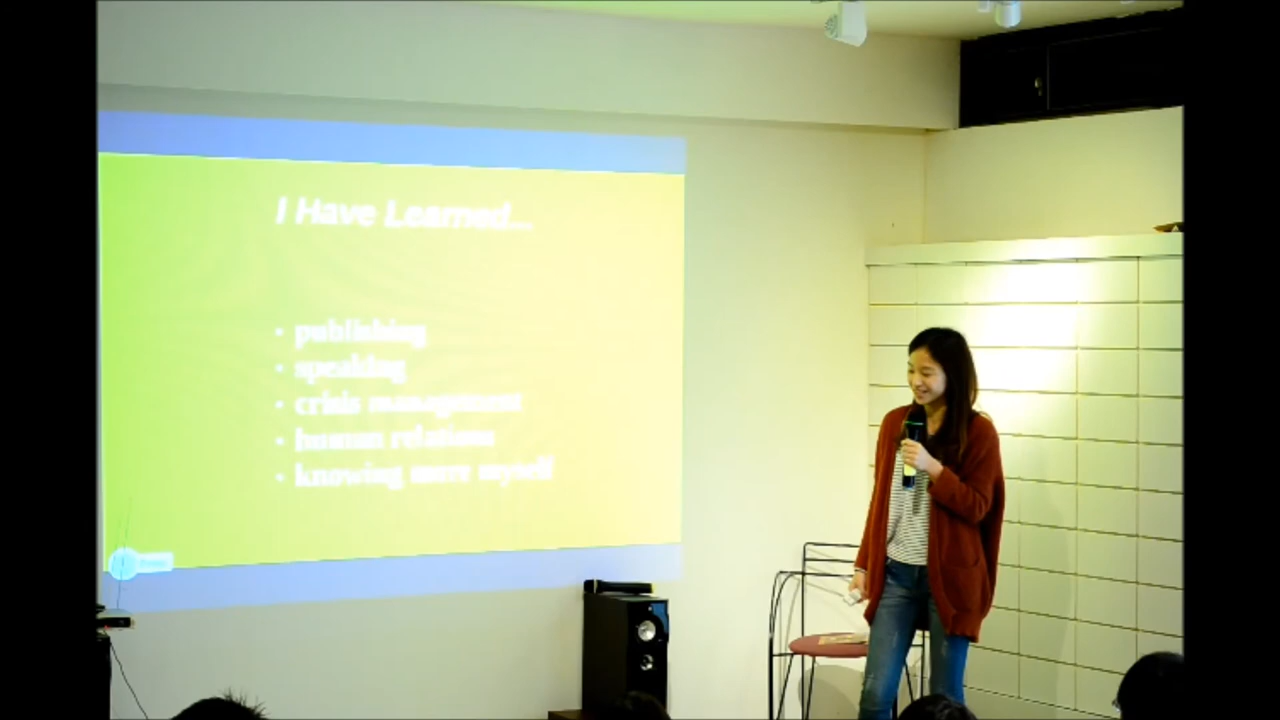 I Have Learned...
• publishing
• speaking
• crisis management
• human relations
• knowing more myself